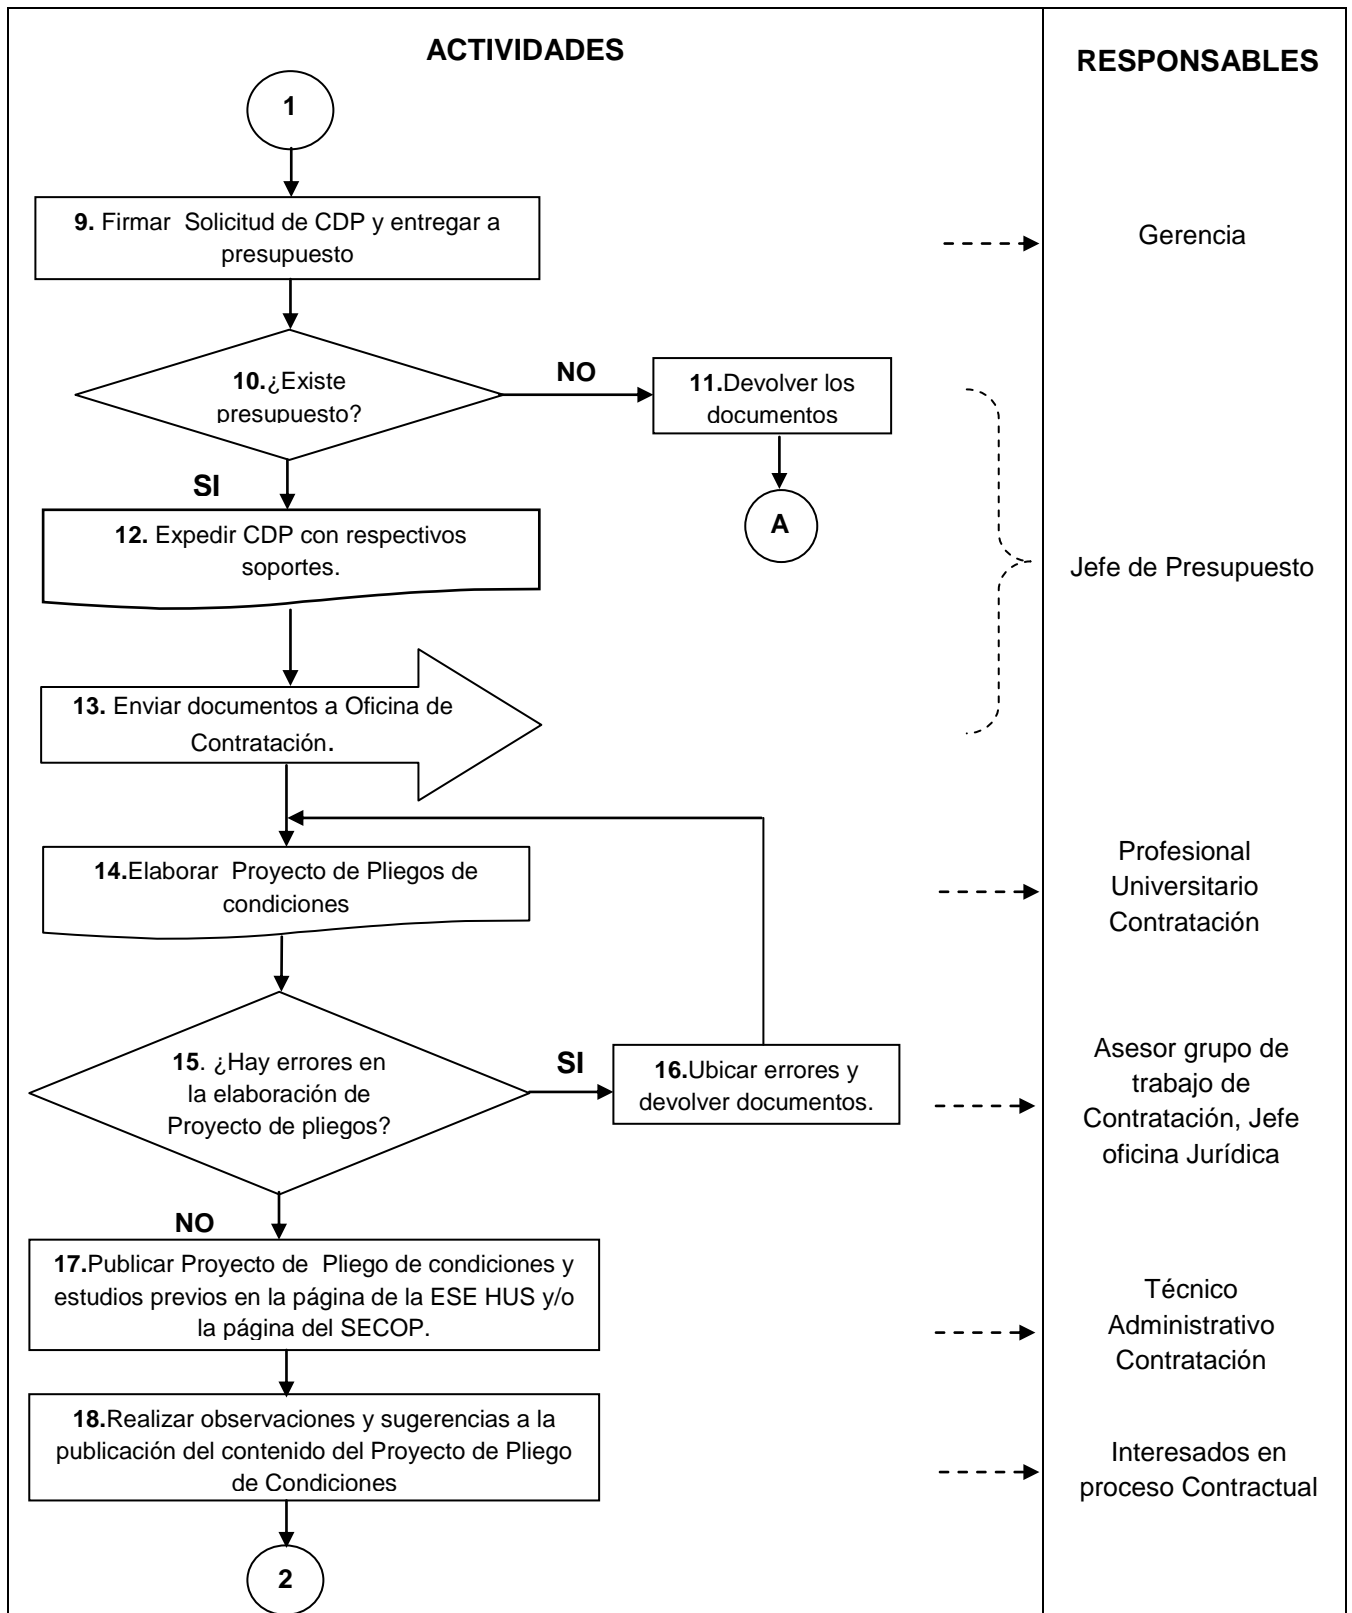 ACTIVIDADES
RESPONSABLES
1
9. Firmar Solicitud de CDP y entregar a
presupuesto
Gerencia
10.¿Existe
presupuesto?
NO
11.Devolver los
documentos
SI
A
12. Expedir CDP con respectivos
soportes.
Jefe de Presupuesto
13. Enviar documentos a Oficina de
Contratación.
14.Elaborar Proyecto de Pliegos de
condiciones
Profesional
Universitario
Contratación
15. ¿Hay errores en
la elaboración de
Proyecto de pliegos?
SI
16.Ubicar errores y
devolver documentos.
Asesor grupo de
trabajo de
Contratación, Jefe
oficina Jurídica
NO
17.Publicar Proyecto de Pliego de condiciones y
estudios previos en la página de la ESE HUS y/o
la página del SECOP.
Técnico
Administrativo
Contratación
18.Realizar observaciones y sugerencias a la
publicación del contenido del Proyecto de Pliego
de Condiciones
Interesados en
proceso Contractual
2